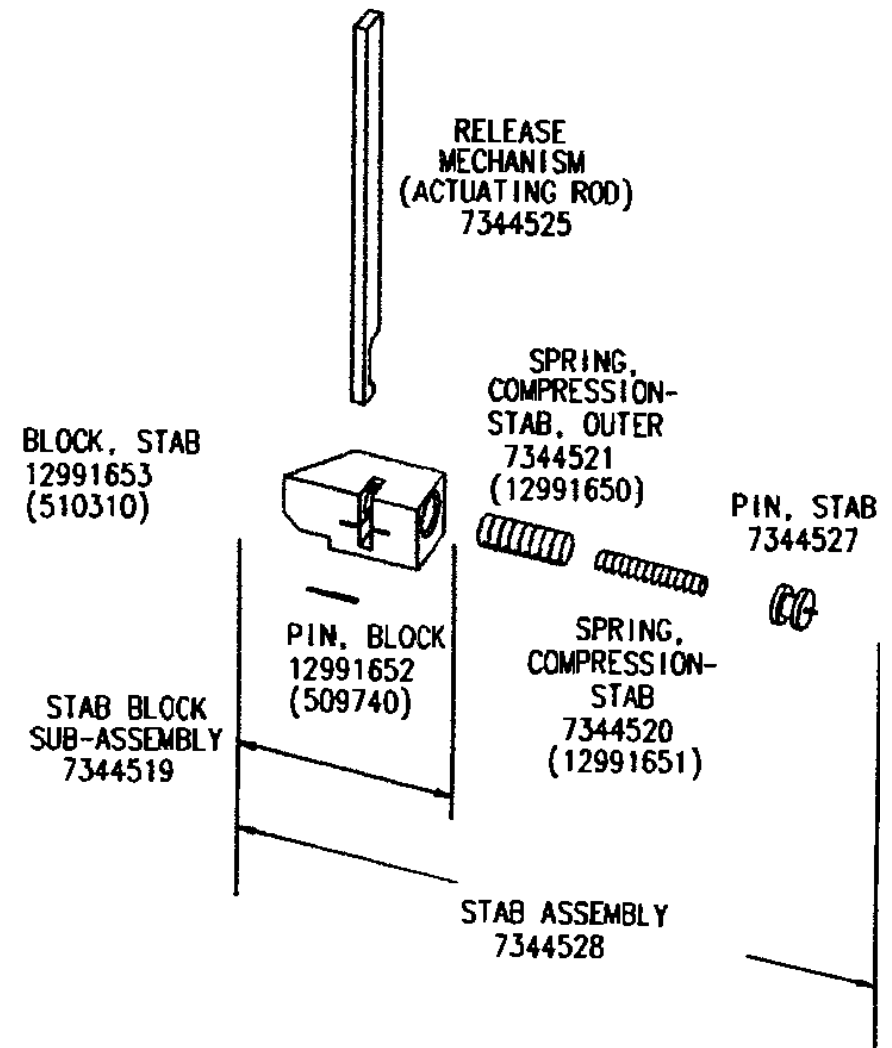 RELEASE
MECHANISM
(ACTUATING ROD)
7344525
SPRING,
COMPRESSION-
STAB, OUTER
7344521
(12991650)
BLOCK, STAB
12991653
(510310)
PIN, STAB
7344527
PIN, BLOCK
12991652
(509740)
SPRING,
COMPRESSION-
STAB
7344520
(12991651)
STAB BLOCK
SUB-ASSEMBLY
7344519
STAB ASSEMBLY
7344528